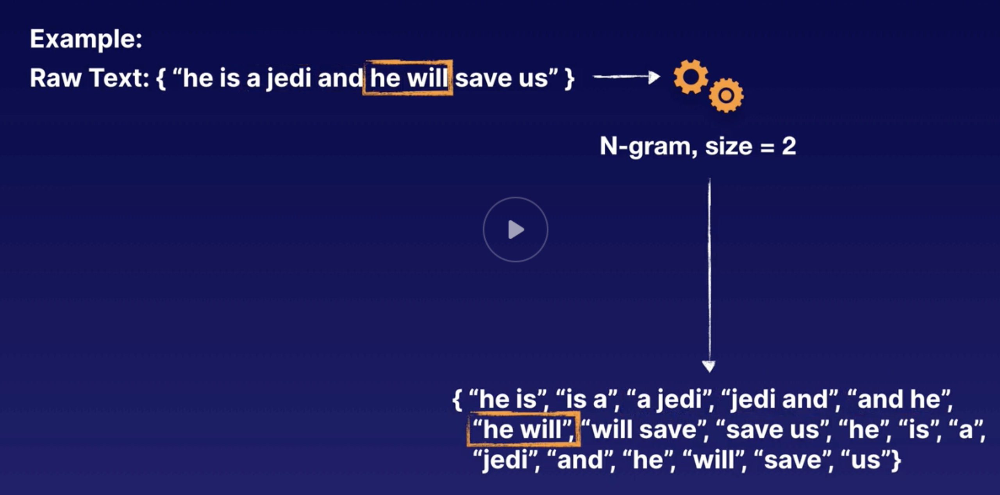 Example:
Raw Text: { “he is a jedi and he will save us” }
N-gram, size = 2
{ “he is”, “is a”, “a jedi”, “jedi and”, “and he”,
“he will”, “will save”, “save us”, “he”, “is”, “a”,
“jedi”, “and”, “he”, “will”, “save”, “us”}